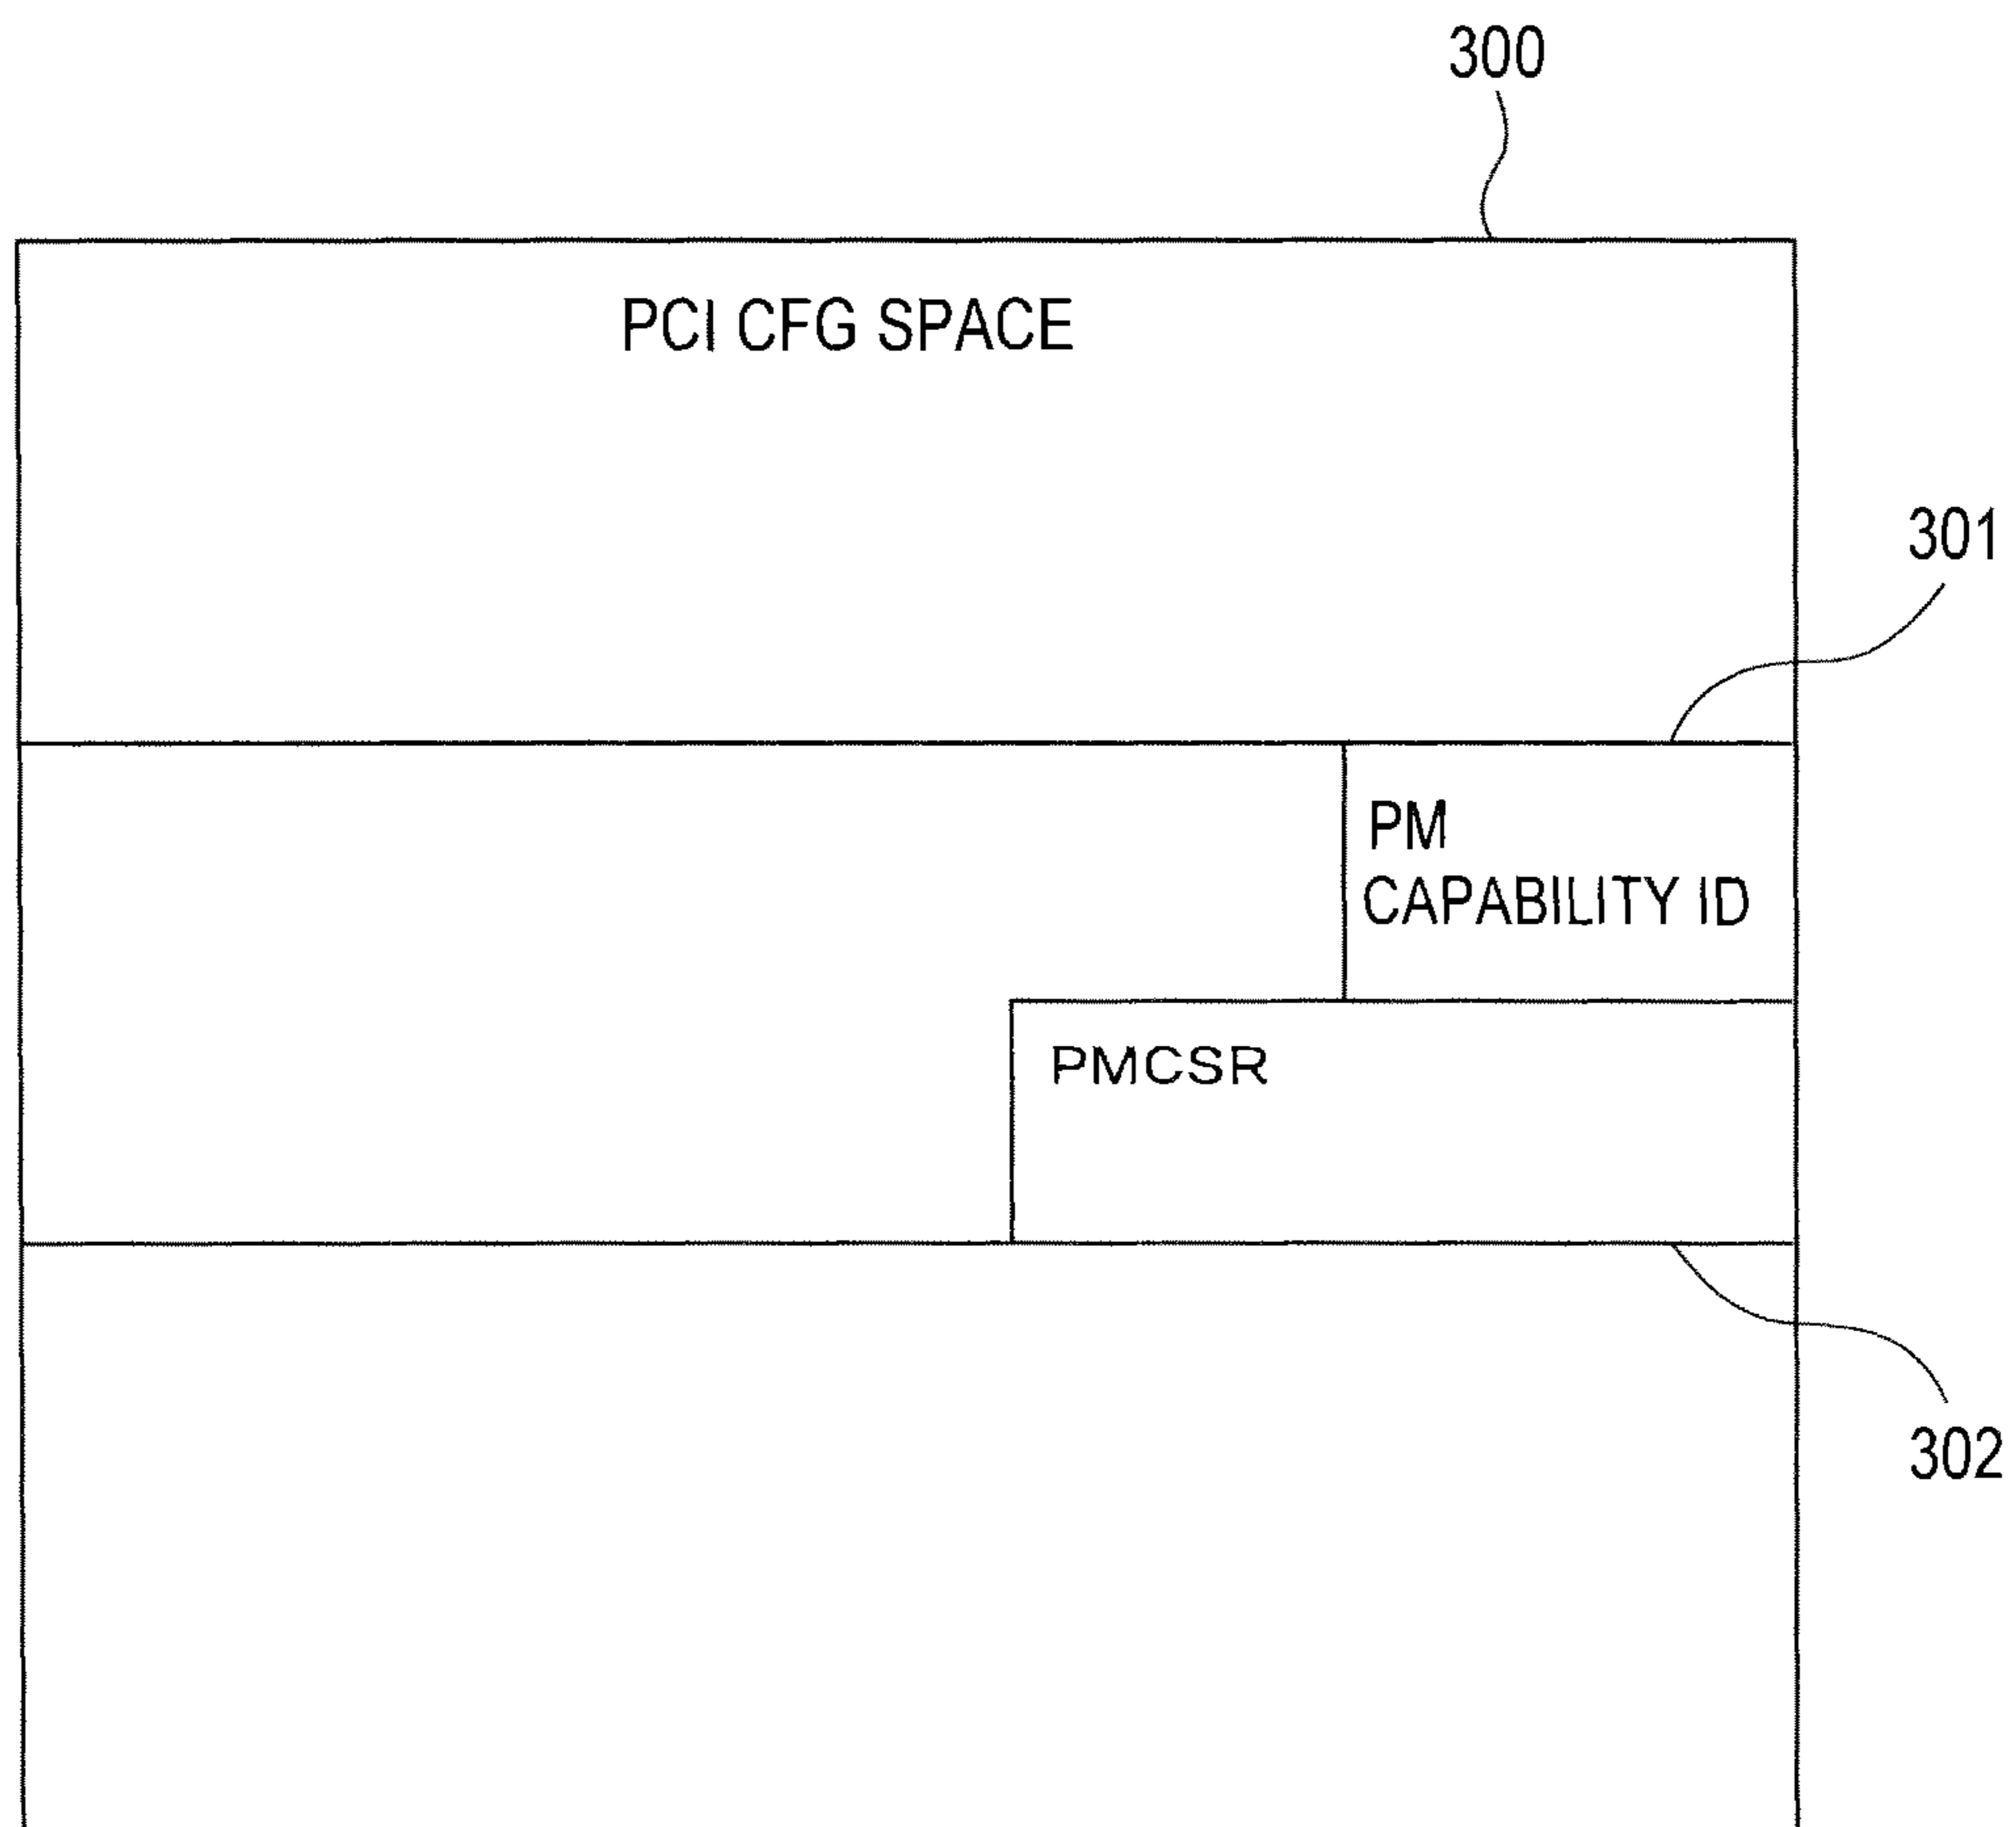 300
PCI CFG SPACE
301
PM
CAPABILITY ID
PMCSR
302